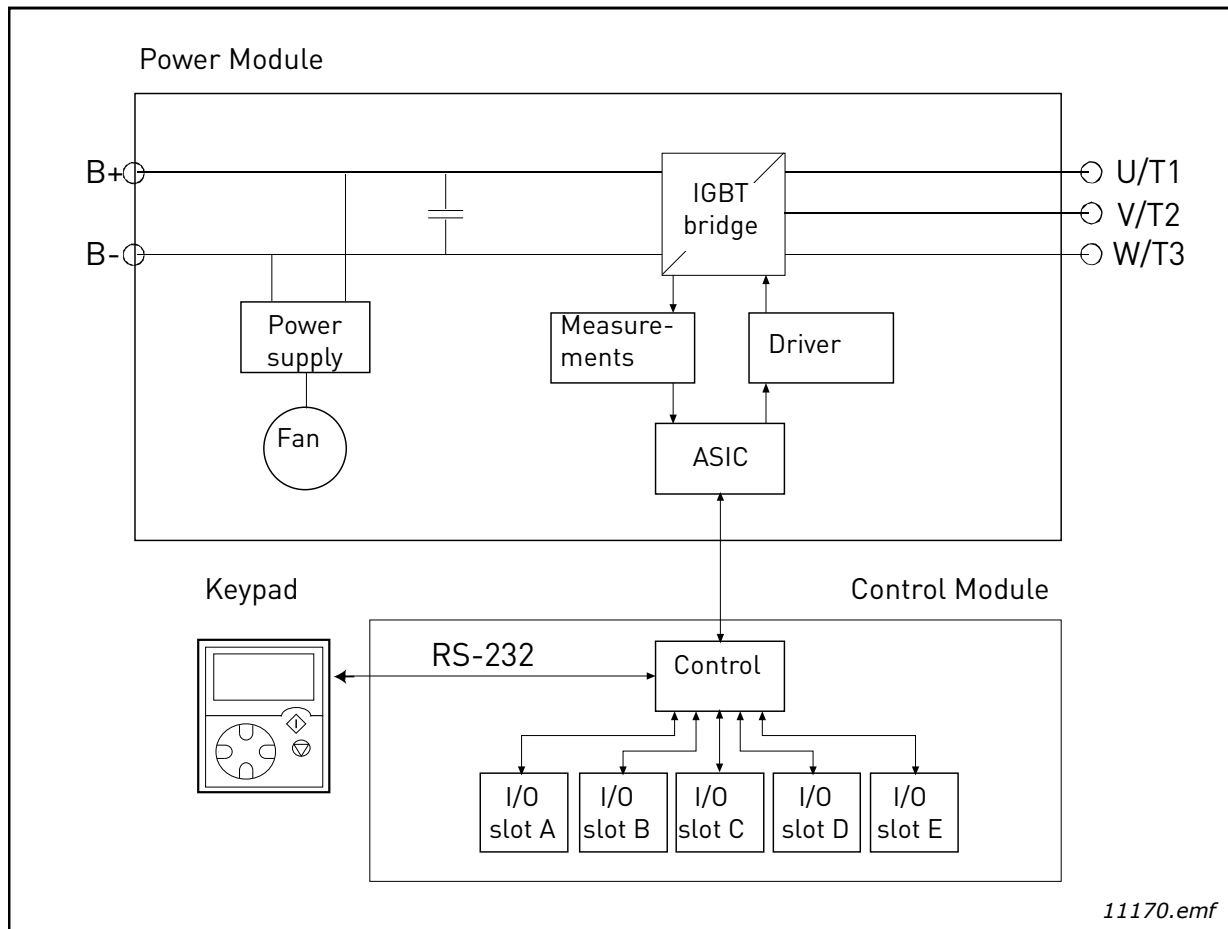 Power Module
B+
B-
IGBT
bridge
U/T1
V/T2
W/T3
Power
supply
Measure-
ments
Driver
Fan
ASIC
Keypad
Control Module
RS-232
Control
I/O
slot A
I/O
slot B
I/O
slot C
I/O
slot D
I/O
slot E
11170.emf